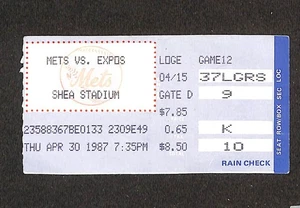 METS VS. EXPOS
Mets
SHEA STADIUM
LOGE GAME12
04/15 37LGRS
GATE D 9
$7.85
23588367BE0133 2309E49 0.65 K
THU APR 30 1987 7:35PM $8.50 10
RAIN CHECK
SEAT ROW/BOX SEC LOC